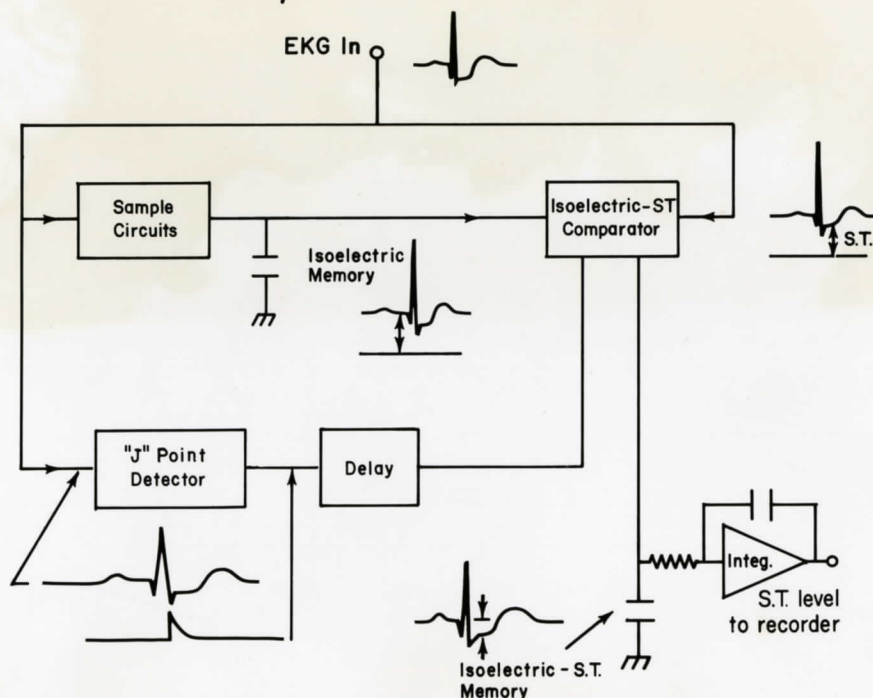 EKG In
Sample
Circuits
Isoelectric-ST
Comparator
Isoelectric
Memory
S.T.
"J" Point
Detector
Delay
Integ.
S.T. level
to recorder
Isoelectric - S.T.
Memory